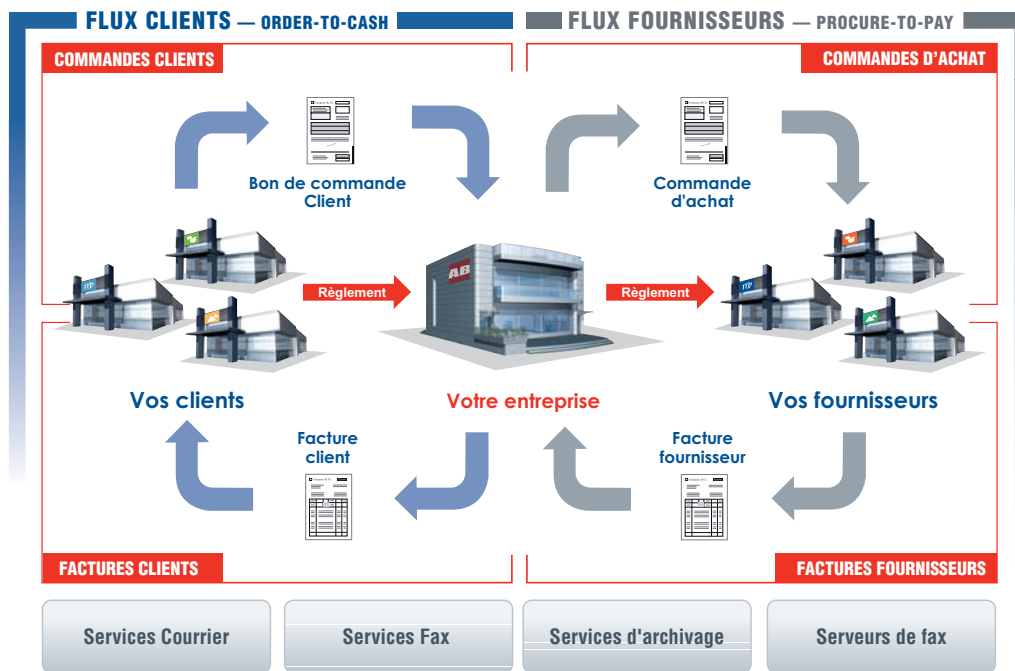 FLUX CLIENTS — ORDER-TO-CASH
FLUX FOURNISSEURS — PROCURE-TO-PAY
COMMANDES CLIENTS
COMMANDES D'ACHAT
Bon de commande
Client
Commande
d'achat
AB
Règlement
Règlement
Vos clients
Votre entreprise
Vos fournisseurs
Facture
client
Facture
fournisseur
FACTURES CLIENTS
FACTURES FOURNISSEURS
Services Courrier
Services Fax
Services d'archivage
Serveurs de fax